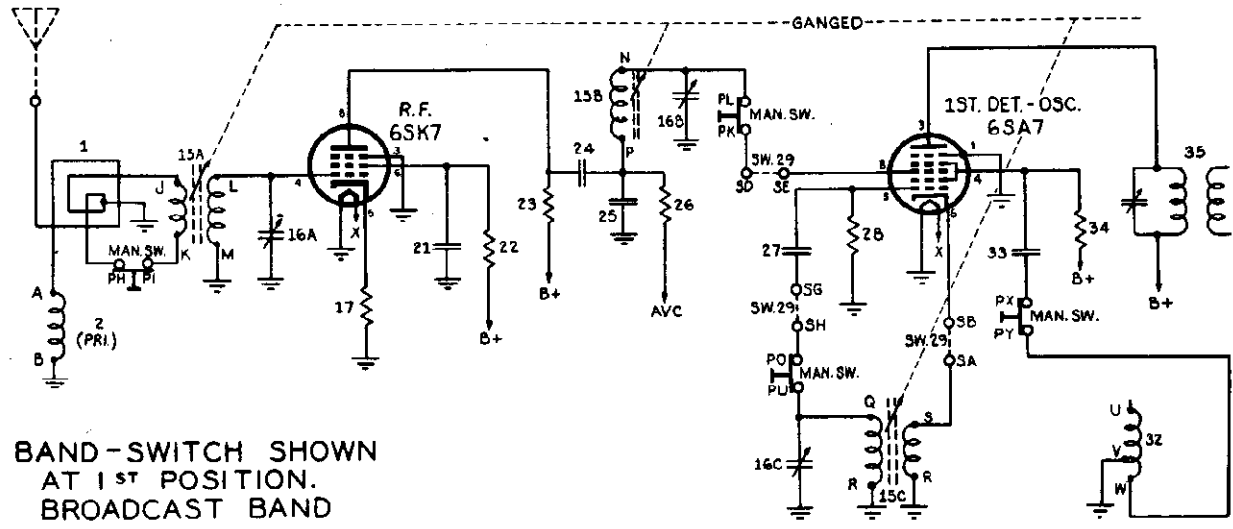 GANGED
1
15A
J
L
K
M
MAN. SW.
PH
PI
A
B
2
(PRI.)
16A
R.F.
6SK7
8
4
3
6
5
X
17
21
22
B+
23
B+
24
25
26
AVC
N
15B
P
16B
PL
PK
MAN. SW.
SW. 29
SD
SE
1ST. DET.-OSC.
6SA7
3
1
8
4
5
6
X
27
28
SG
SW. 29
SH
PO
PU
MAN. SW.
Q
S
R
R
16C
15C
SB
SW. 29
SA
33
34
B+
PX
PY
MAN. SW.
35
B+
U
V
W
32
BAND-SWITCH SHOWN
AT 1ST POSITION.
BROADCAST BAND